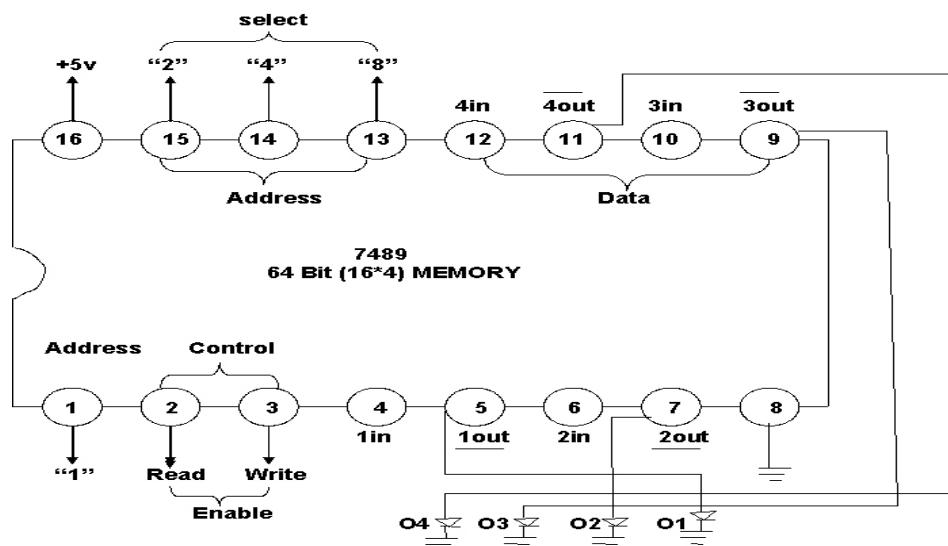 select
+5v “2” “4” “8”
4in 4out 3in 3out
16 15 14 13 12 11 10 9
Address Data
7489
64 Bit (16*4) MEMORY
Address Control
1 2 3 4 5 6 7 8
1in 1out 2in 2out
“1” Read Write
Enable
O4 O3 O2 O1